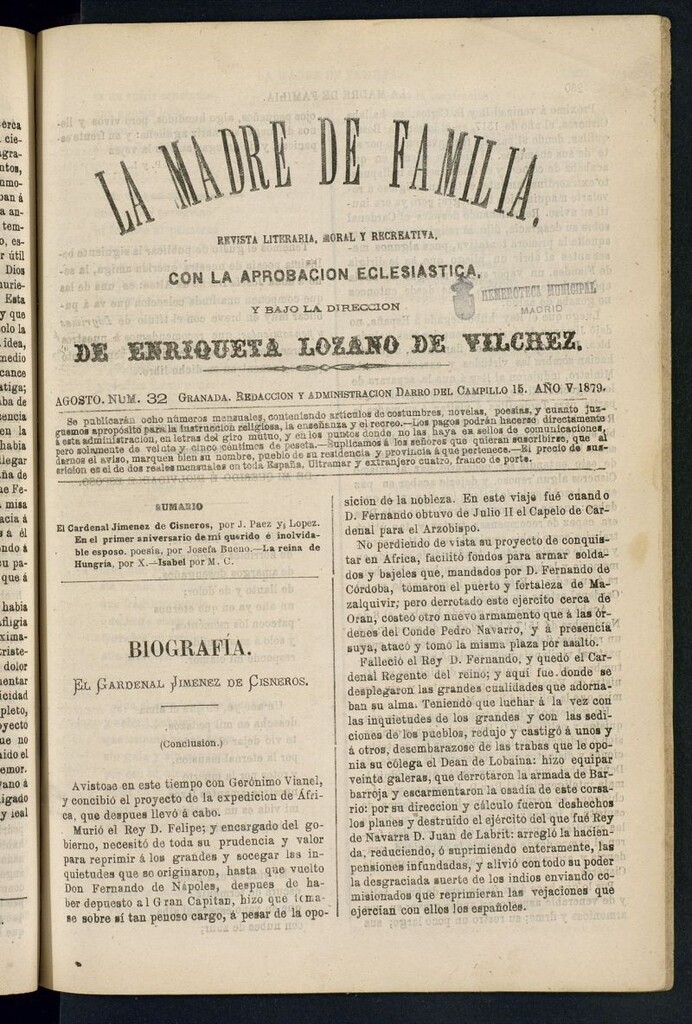 LA MADRE DE FAMILIA.
REVISTA LITERARIA, MORAL Y RECREATIVA,
CON LA APROBACION ECLESIASTICA,
HEMEROTECA MUNICIPAL
MADRID
Y BAJO LA DIRECCION
DE ENRIQUETA LOZANO DE VILCHEZ.
AGOSTO. NUM. 32 GRANADA. REDACCION Y ADMINISTRACION DARRO DEL CAMPILLO 15. AÑO V 1879.
Se publicarán ocho números mensuales, conteniendo artículos de costumbres, novelas, poesías, y cuanto juz-
guemos apropósito para la instruccion religiosa, la enseñanza y el recreo.—Los pagos podrán hacerse directamente
á esta administracion, en letras del giro mútuo, y en los puntos donde no las haya en sellos de comunicaciones,
pero solamente de veinte y cinco céntimos de peseta.—Suplicamos á los señores que quieran suscribirse, que al
darnos el aviso, marquen bien su nombre, pueblo de su residencia y provincia á que pertenece.—El precio de sus-
sricion es el de dos reales mensuales en toda España, Ultramar y extranjero cuatro, franco de porte.
SUMARIO
El Cardenal Jimenez de Cisneros, por J. Paez y Lopez.
En el primer aniversario de mi querido é inolvida-
ble esposo. poesía, por Josefa Bueno.—La reina de
Hungría, por X.—Isabel por M. C.
BIOGRAFÍA.
EL CARDENAL JIMENEZ DE CISNEROS.
(Conclusion.)
Avistose en este tiempo con Gerónimo Vianel,
y concibió el proyecto de la expedicion de Áfri-
ca, que despues llevó á cabo.
Murió el Rey D. Felipe; y encargado del go-
bierno, necesitó de toda su prudencia y valor
para reprimir á los grandes y socegar las in-
quietudes que se originaron, hasta que vuelto
Don Fernando de Nápoles, despues de ha-
ber depuesto al Gran Capitan, hizo que toma-
se sobre sí tan penoso cargo, á pesar de la opo-
sicion de la nobleza. En este viaje fué cuando
D. Fernando obtuvo de Julio II el Capelo de Car-
denal para el Arzobispo.
No perdiendo de vista su proyecto de conquis-
tar en Africa, facilitó fondos para armar solda-
dos y bajeles que, mandados por D. Fernando de
Córdoba, tomaron el puerto y fortaleza de Ma-
zalquivir; pero derrotado este ejercito cerca de
Oran, costeó otro nuevo armamento que á las ór-
denes del Conde Pedro Navarro, y á presencia
suya, atacó y tomó la misma plaza por asalto.
Falleció el Rey D. Fernando, y quedó el Car-
denal Regente del reino; y aquí fue donde se
desplegaron las grandes cualidades que adorna-
ban su alma. Teniendo que luchar á la vez con
las inquietudes de los grandes y con las sedi-
ciones de los pueblos, redujo y castigó á unos y
á otros, desembarazose de las trabas que le opo-
nia su cólega el Dean de Lobaina: hizo equipar
veinte galeras, que derrotaron la armada de Bar-
barroja y escarmentaron la osadía de este corsa-
rio: por su direccion y cálculo fueron deshechos
los planes y destruido el ejército del que fué Rey
de Navarra D. Juan de Labrit: arregló la hacien-
da, reduciendo, ó suprimiendo enteramente, las
pensiones infundadas, y alivió con todo su poder
la desgraciada suerte de los indios enviando co-
misionados que reprimieran las vejaciones que
ejercian con ellos los españoles.